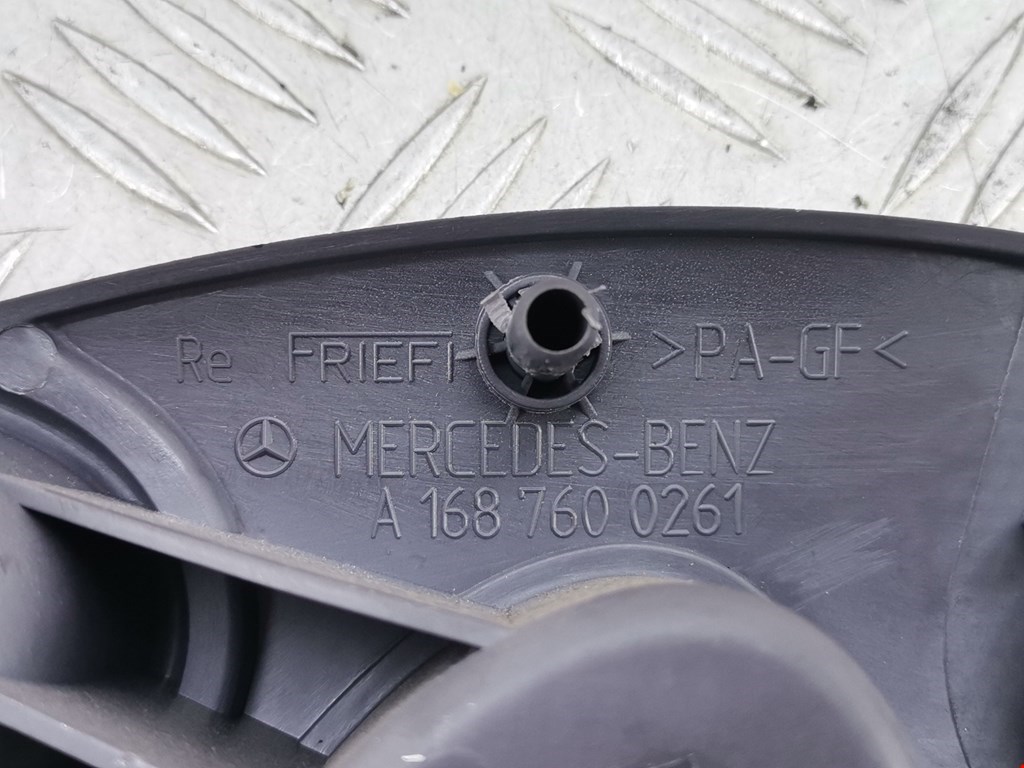 Re FRIEFI >PA-GF<
MERCEDES-BENZ
A 168 760 0261